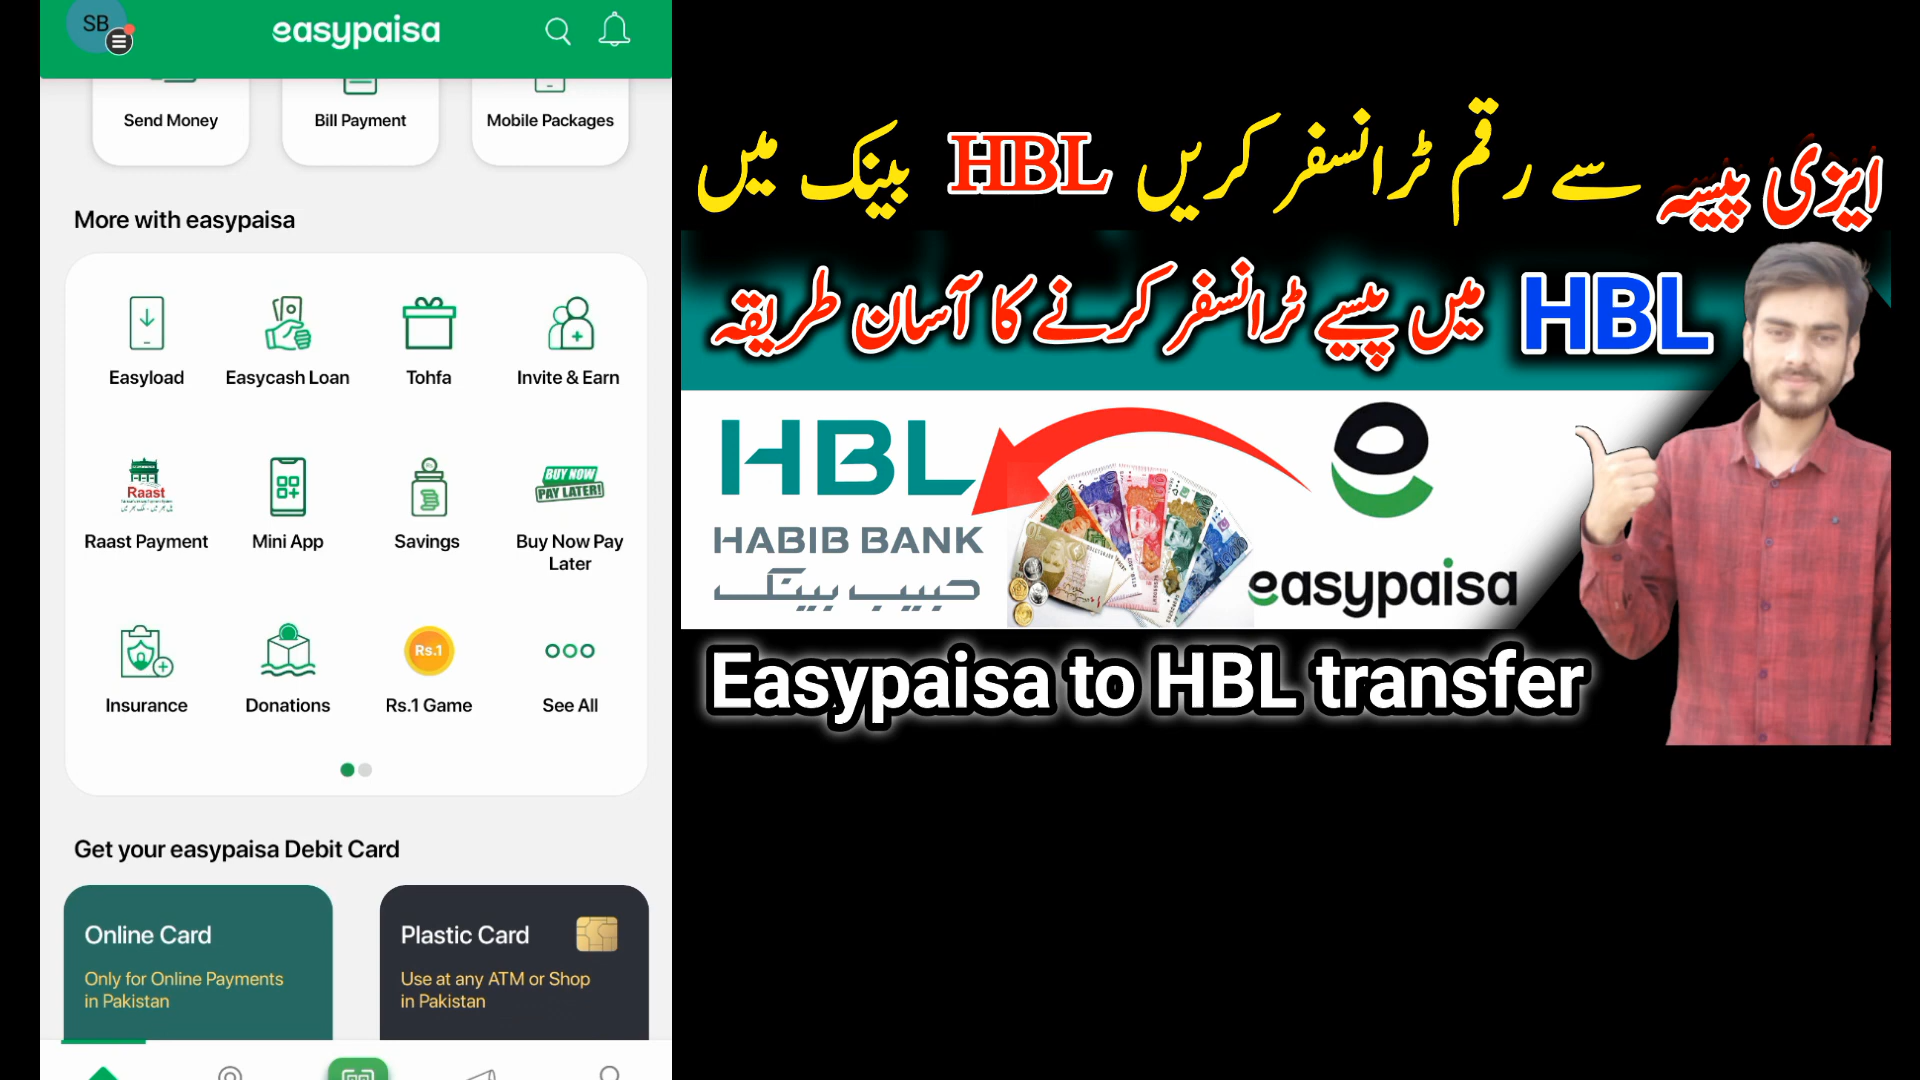 SB
easypaisa
Send Money
Bill Payment
Mobile Packages
More with easypaisa
Easyload
Easycash Loan
Tohfa
Invite & Earn
Raast
Raast Payment
Mini App
Savings
BUY NOW
PAY LATER!
Buy Now Pay
Later
Insurance
Donations
Rs.1
Rs.1 Game
See All
Get your easypaisa Debit Card
Online Card
Only for Online Payments
in Pakistan
Plastic Card
Use at any ATM or Shop
in Pakistan
ایزی پیسہ سے رقم ٹرانسفر کریں HBL بینک میں
HBL میں پیسے ٹرانسفر کرنے کا آسان طریقہ
HBL
HABIB BANK
حبیب بینک
easypaisa
Easypaisa to HBL transfer